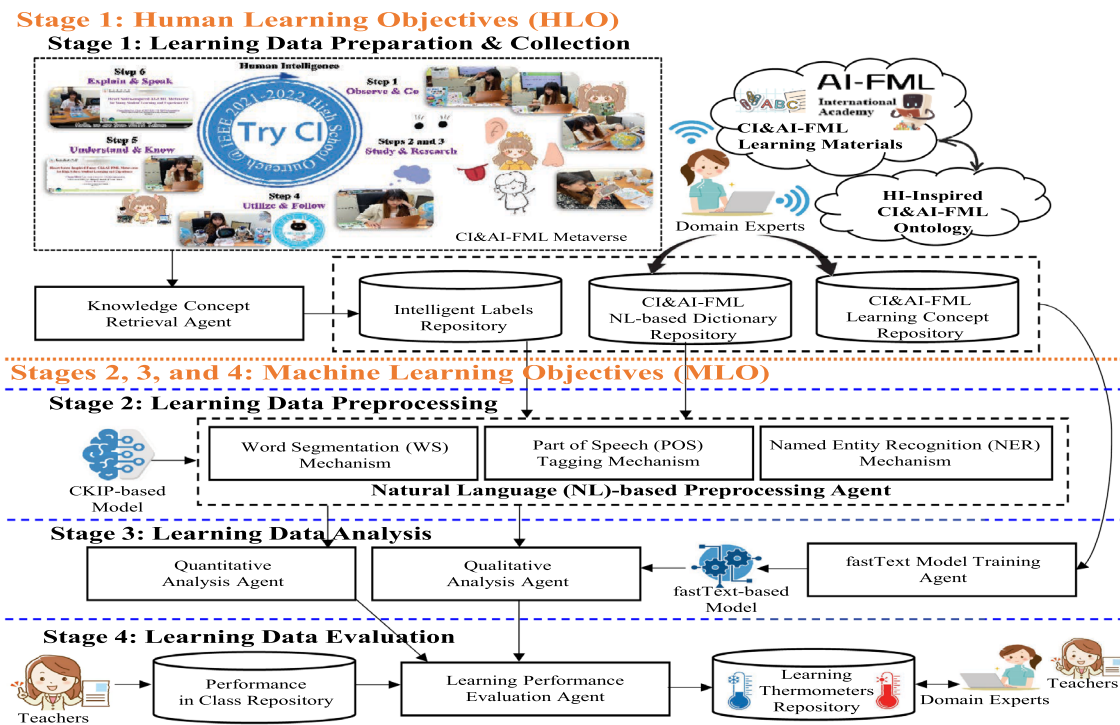 Stage 1: Human Learning Objectives (HLO)
Stage 1: Learning Data Preparation & Collection
Human Intelligence
Step 6
Explain & Speak
Step 1
Observe & Co
@ IEEE 2021-2022 High School Outreach
Try CI
Step 5
Understand & Know
Steps 2 and 3
Study & Research
Step 4
Utilize & Follow
CI&AI-FML Metaverse
AI-FML
International
Academy
ABC
CI&AI-FML
Learning Materials
HI-Inspired
CI&AI-FML
Ontology
Domain Experts
Knowledge Concept
Retrieval Agent
Intelligent Labels
Repository
CI&AI-FML
NL-based Dictionary
Repository
CI&AI-FML
Learning Concept
Repository
Stages 2, 3, and 4: Machine Learning Objectives (MLO)
Stage 2: Learning Data Preprocessing
Word Segmentation (WS)
Mechanism
Part of Speech (POS)
Tagging Mechanism
Named Entity Recognition (NER)
Mechanism
CKIP-based
Model
Natural Language (NL)-based Preprocessing Agent
Stage 3: Learning Data Analysis
Quantitative
Analysis Agent
Qualitative
Analysis Agent
fastText-based
Model
fastText Model Training
Agent
Stage 4: Learning Data Evaluation
Teachers
Performance
in Class Repository
Learning Performance
Evaluation Agent
Learning
Thermometers
Repository
Domain Experts
Teachers